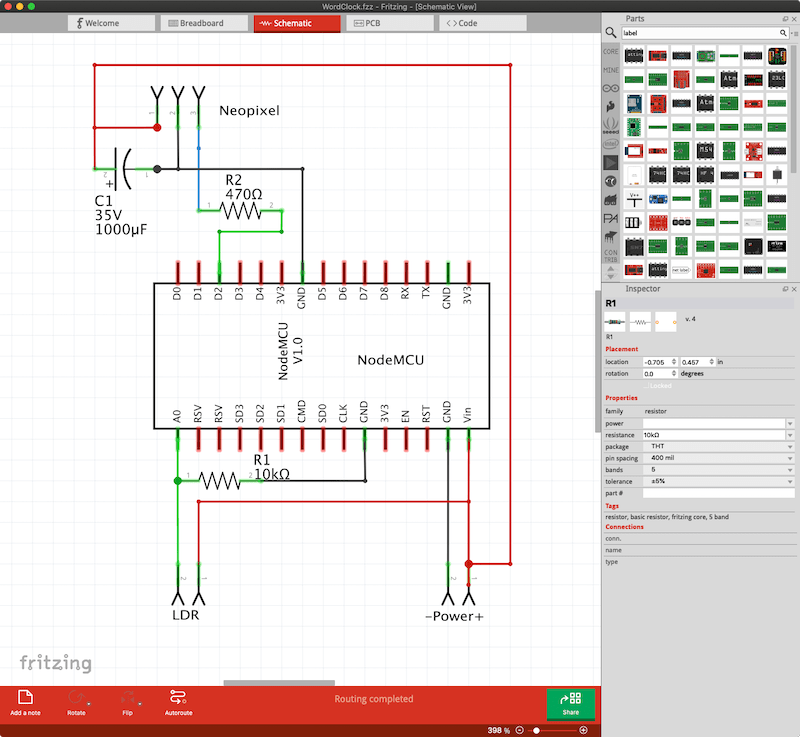 WordClock.fzz - Fritzing - [Schematic View]
Welcome
Breadboard
Schematic
PCB
<> Code
Parts
label
CORE
MINE
seeed
intel
PA
CON
TRIB
Neopixel
1
2
3
2
1
+
C1
35V
1000µF
R2
470Ω
1
2
D0
D1
D2
D3
D4
3V3
GND
D5
D6
D7
D8
RX
TX
GND
3V3
NodeMCU
V1.0
NodeMCU
A0
RSV
RSV
SD3
SD2
SD1
CMD
SD0
CLK
GND
3V3
EN
RST
GND
Vin
R1
10kΩ
1
2
2
1
LDR
2
1
-Power+
fritzing
Inspector
R1
v. 4
R1
Placement
location -0.705 0.457 in
rotation 0.0 degrees
Locked
Properties
family resistor
power
resistance 10kΩ
package THT
pin spacing 400 mil
bands 5
tolerance ±5%
part #
Tags
resistor, basic resistor, fritzing core, 5 band
Connections
conn.
name
type
Add a note
Rotate
Flip
Autoroute
Routing completed
Share
398 %